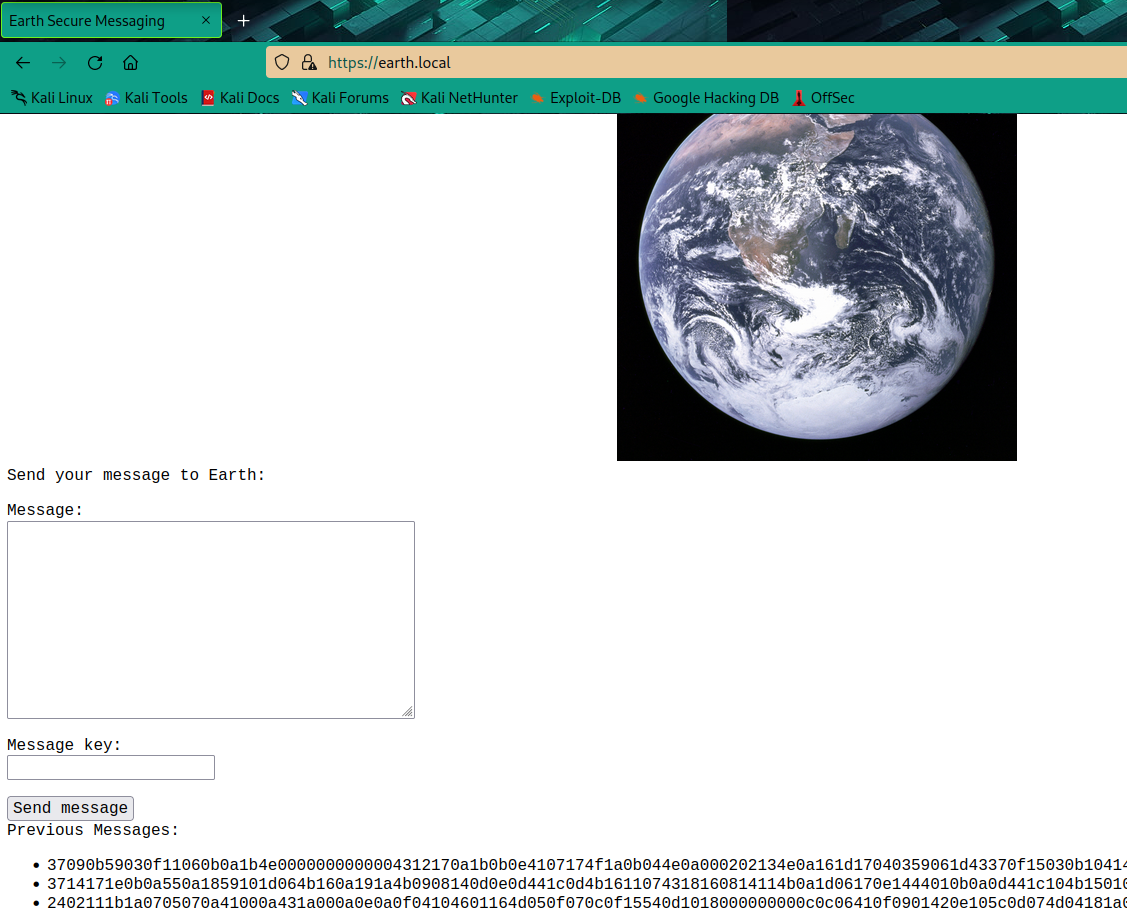 Earth Secure Messaging
https://earth.local
Kali Linux Kali Tools Kali Docs Kali Forums Kali NetHunter Exploit-DB Google Hacking DB OffSec
Send your message to Earth:
Message:
Message key:
Send message
Previous Messages:
37090b59030f11060b0a1b4e0000000000004312170a1b0b0e4107174f1a0b044e0a000202134e0a161d17040359061d43370f15030b10414
3714171e0b0a550a1859101d064b160a191a4b0908140d0e0d441c0d4b1611074318160814114b0a1d06170e1444010b0a0d441c104b15010
2402111b1a0705070a41000a431a000a0e0a0f04104601164d050f070c0f15540d1018000000000c0c06410f0901420e105c0d074d04181a0